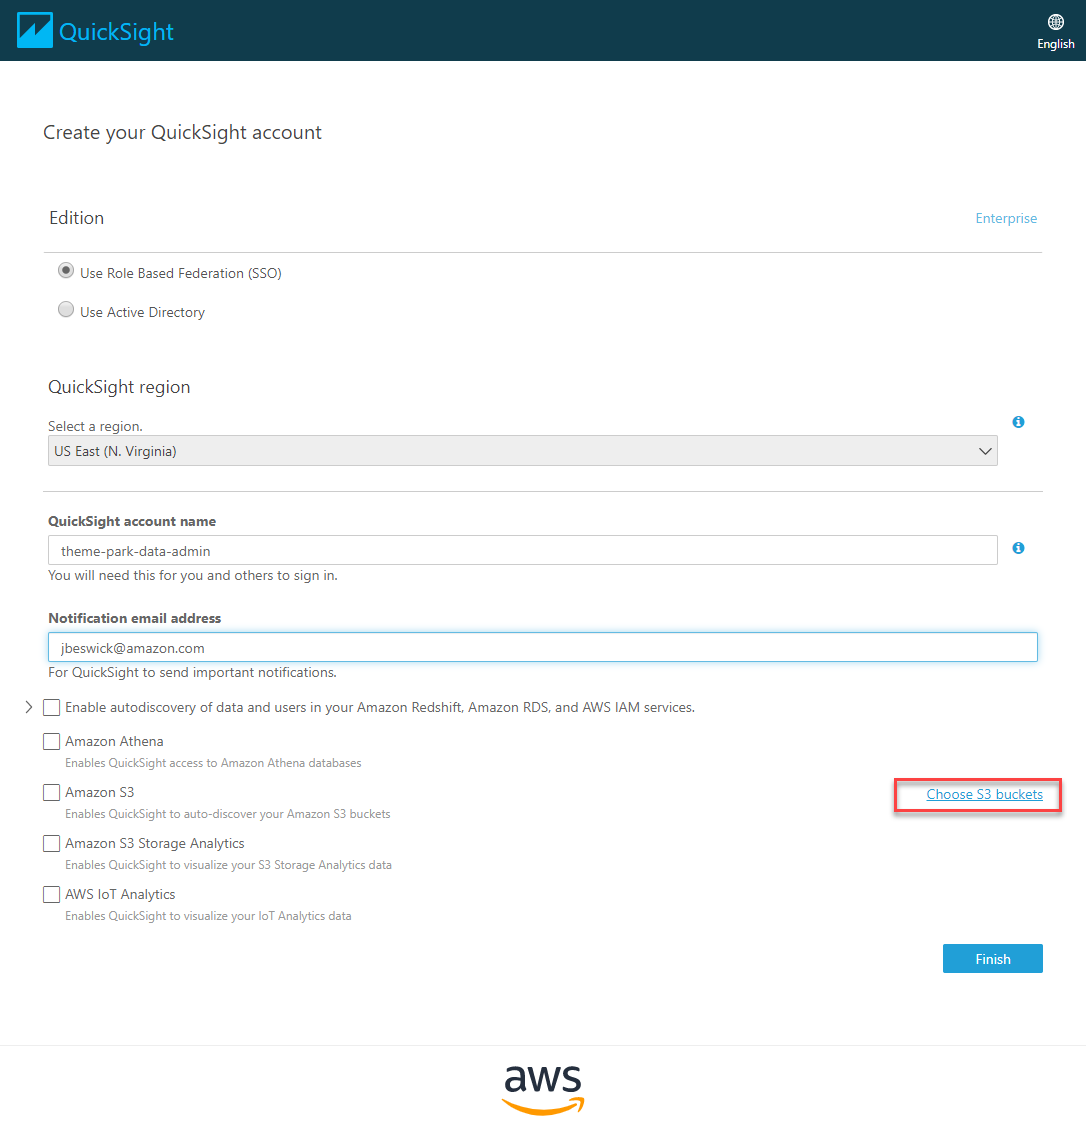 QuickSight
English
Create your QuickSight account
Edition
Enterprise
Use Role Based Federation (SSO)
Use Active Directory
QuickSight region
Select a region.
US East (N. Virginia)
QuickSight account name
theme-park-data-admin
You will need this for you and others to sign in.
Notification email address
jbeswick@amazon.com
For QuickSight to send important notifications.
Enable autodiscovery of data and users in your Amazon Redshift, Amazon RDS, and AWS IAM services.
Amazon Athena
Enables QuickSight access to Amazon Athena databases
Amazon S3
Choose S3 buckets
Enables QuickSight to auto-discover your Amazon S3 buckets
Amazon S3 Storage Analytics
Enables QuickSight to visualize your S3 Storage Analytics data
AWS IoT Analytics
Enables QuickSight to visualize your IoT Analytics data
Finish
aws